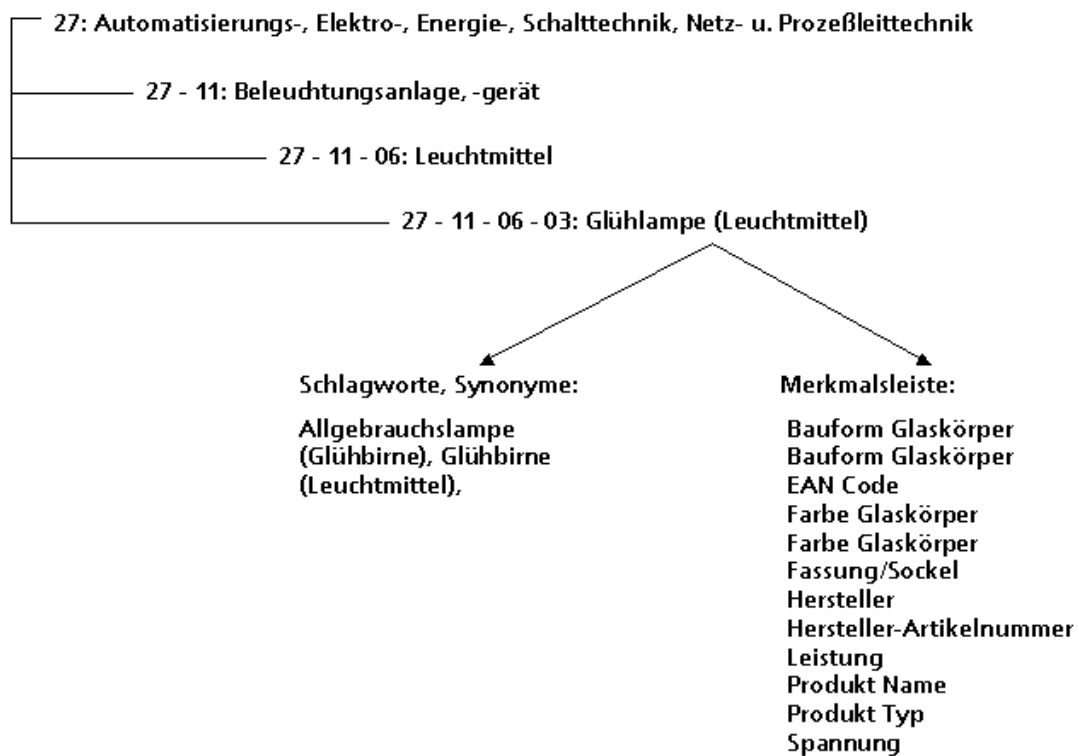 27: Automatisierungs-, Elektro-, Energie-, Schalttechnik, Netz- u. Prozeßleittechnik
27 - 11: Beleuchtungsanlage, -gerät
27 - 11 - 06: Leuchtmittel
27 - 11 - 06 - 03: Glühlampe (Leuchtmittel)
Schlagworte, Synonyme:
Allgebrauchslampe
(Glühbirne), Glühbirne
(Leuchtmittel),
Merkmalsleiste:
Bauform Glaskörper
Bauform Glaskörper
EAN Code
Farbe Glaskörper
Farbe Glaskörper
Fassung/Sockel
Hersteller
Hersteller-Artikelnummer
Leistung
Produkt Name
Produkt Typ
Spannung